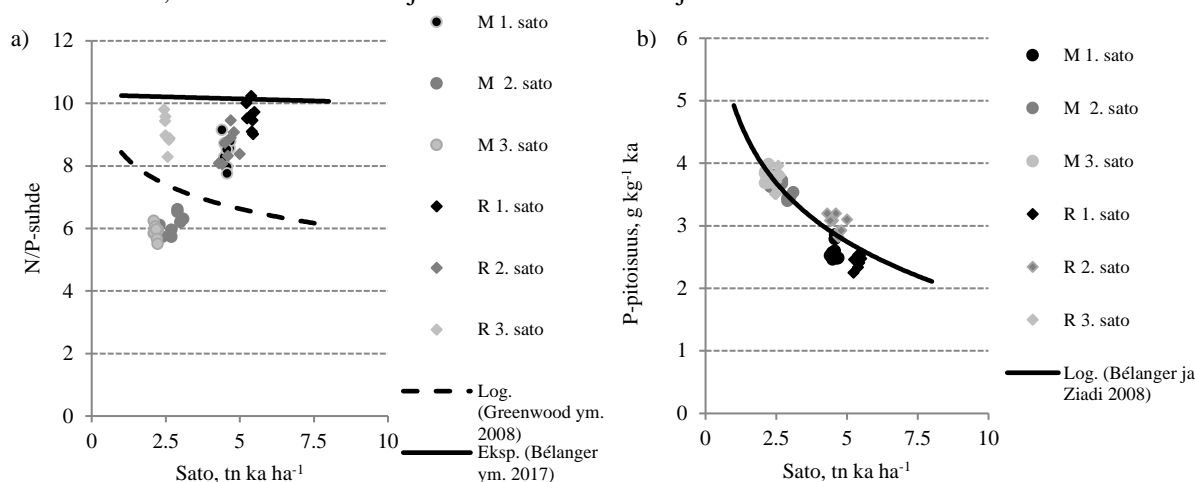 a)
12
10
8
6
4
2
0
N/P-suhde
0 2.5 5 7.5 10
Sato, tn ka ha-1
M 1. sato
M 2. sato
M 3. sato
R 1. sato
R 2. sato
R 3. sato
Log.
(Greenwood ym.
2008)
Eksp. (Bélanger
ym. 2017)
b)
6
5
4
3
2
1
0
P-pitoisuus, g kg-1 ka
0 2.5 5 7.5 10
Sato, tn ka ha-1
M 1. sato
M 2. sato
M 3. sato
R 1. sato
R 2. sato
R 3. sato
Log. (Bélanger ja
Ziadi 2008)